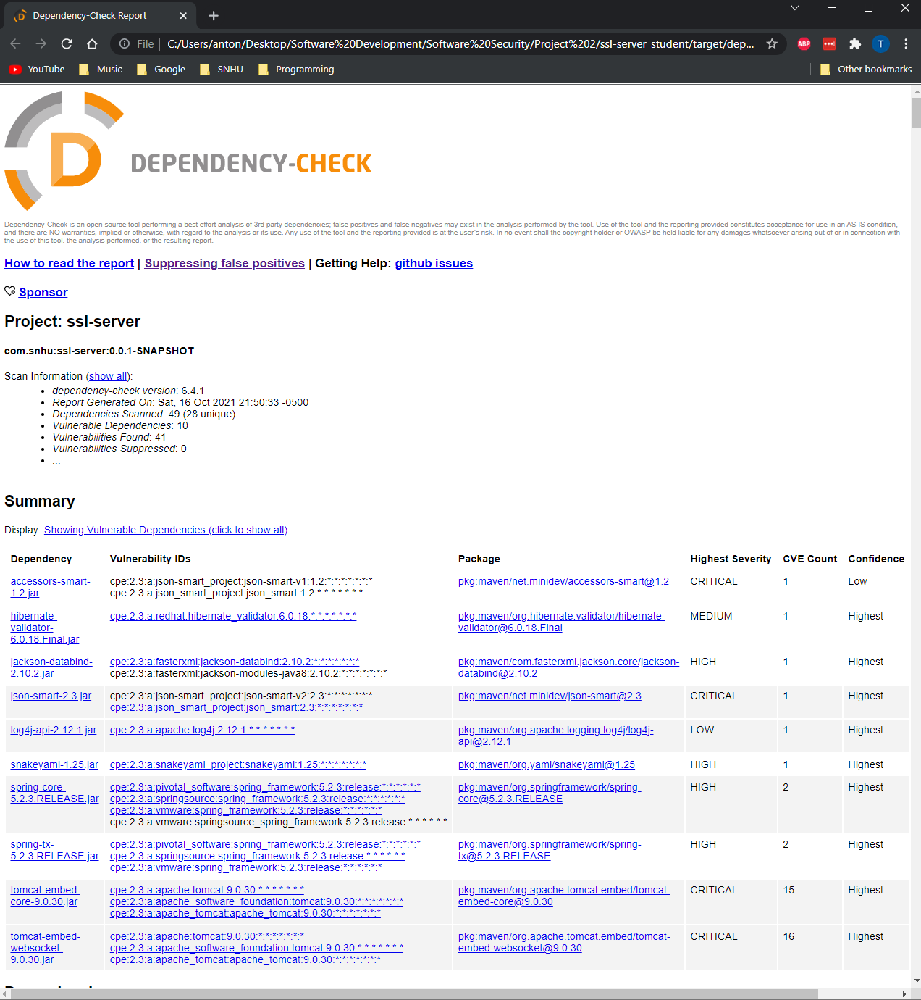 Dependency-Check Report
File
C:/Users/anton/Desktop/Software%20Development/Software%20Security/Project%202/ssl-server_student/target/dep...
ABP
T
YouTube Music Google SNHU Programming Other bookmarks
D
DEPENDENCY-CHECK
Dependency-Check is an open source tool performing a best effort analysis of 3rd party dependencies; false positives and false negatives may exist in the analysis performed by the tool. Use of the tool and the reporting provided constitutes acceptance for use in an AS IS condition,
and there are NO warranties, implied or otherwise, with regard to the analysis or its use. Any use of the tool and the reporting provided is at the user's risk. In no event shall the copyright holder or OWASP be held liable for any damages whatsoever arising out of or in connection with
the use of this tool, the analysis performed, or the resulting report.
How to read the report | Suppressing false positives | Getting Help: github issues
Sponsor
Project: ssl-server
com.snhu:ssl-server:0.0.1-SNAPSHOT
Scan Information (show all):
• dependency-check version: 6.4.1
• Report Generated On: Sat, 16 Oct 2021 21:50:33 -0500
• Dependencies Scanned: 49 (28 unique)
• Vulnerable Dependencies: 10
• Vulnerabilities Found: 41
• Vulnerabilities Suppressed: 0
• ...
Summary
Display: Showing Vulnerable Dependencies (click to show all)
Dependency Vulnerability IDs Package Highest Severity CVE Count Confidence
accessors-smart- cpe:2.3:a:json-smart_project:json-smart-v1:1.2:*:*:*:*:*:*:* pkg:maven/net.minidev/accessors-smart@1.2 CRITICAL 1 Low
1.2.jar cpe:2.3:a:json_smart_project:json_smart:1.2:*:*:*:*:*:*:*
hibernate- cpe:2.3:a:redhat:hibernate_validator:6.0.18:*:*:*:*:*:*:* pkg:maven/org.hibernate.validator/hibernate- MEDIUM 1 Highest
validator- validator@6.0.18.Final
6.0.18.Final.jar
jackson-databind- cpe:2.3:a:fasterxml:jackson-databind:2.10.2:*:*:*:*:*:*:* pkg:maven/com.fasterxml.jackson.core/jackson- HIGH 1 Highest
2.10.2.jar cpe:2.3:a:fasterxml:jackson-modules-java8:2.10.2:*:*:*:*:*:*:* databind@2.10.2
json-smart-2.3.jar cpe:2.3:a:json-smart_project:json-smart-v2:2.3:*:*:*:*:*:*:* pkg:maven/net.minidev/json-smart@2.3 CRITICAL 1 Highest
cpe:2.3:a:json_smart_project:json_smart:2.3:*:*:*:*:*:*:*
log4j-api-2.12.1.jar cpe:2.3:a:apache:log4j:2.12.1:*:*:*:*:*:*:* pkg:maven/org.apache.logging.log4j/log4j- LOW 1 Highest
api@2.12.1
snakeyaml-1.25.jar cpe:2.3:a:snakeyaml_project:snakeyaml:1.25:*:*:*:*:*:*:* pkg:maven/org.yaml/snakeyaml@1.25 HIGH 1 Highest
spring-core- cpe:2.3:a:pivotal_software:spring_framework:5.2.3:release:*:*:*:*:*:* pkg:maven/org.springframework/spring- HIGH 2 Highest
5.2.3.RELEASE.jar cpe:2.3:a:springsource:spring_framework:5.2.3:release:*:*:*:*:*:* core@5.2.3.RELEASE
cpe:2.3:a:vmware:spring_framework:5.2.3:release:*:*:*:*:*:*
cpe:2.3:a:vmware:springsource_spring_framework:5.2.3:release:*:*:*:*:*:*
spring-tx- cpe:2.3:a:pivotal_software:spring_framework:5.2.3:release:*:*:*:*:*:* pkg:maven/org.springframework/spring- HIGH 2 Highest
5.2.3.RELEASE.jar cpe:2.3:a:springsource:spring_framework:5.2.3:release:*:*:*:*:*:* tx@5.2.3.RELEASE
cpe:2.3:a:vmware:spring_framework:5.2.3:release:*:*:*:*:*:*
tomcat-embed- cpe:2.3:a:apache:tomcat:9.0.30:*:*:*:*:*:*:* pkg:maven/org.apache.tomcat.embed/tomcat- CRITICAL 15 Highest
core-9.0.30.jar cpe:2.3:a:apache_software_foundation:tomcat:9.0.30:*:*:*:*:*:*:* embed-core@9.0.30
cpe:2.3:a:apache_tomcat:apache_tomcat:9.0.30:*:*:*:*:*:*:*
tomcat-embed- cpe:2.3:a:apache:tomcat:9.0.30:*:*:*:*:*:*:* pkg:maven/org.apache.tomcat.embed/tomcat- CRITICAL 16 Highest
websocket- cpe:2.3:a:apache_software_foundation:tomcat:9.0.30:*:*:*:*:*:*:* embed-websocket@9.0.30
9.0.30.jar cpe:2.3:a:apache_tomcat:apache_tomcat:9.0.30:*:*:*:*:*:*:*